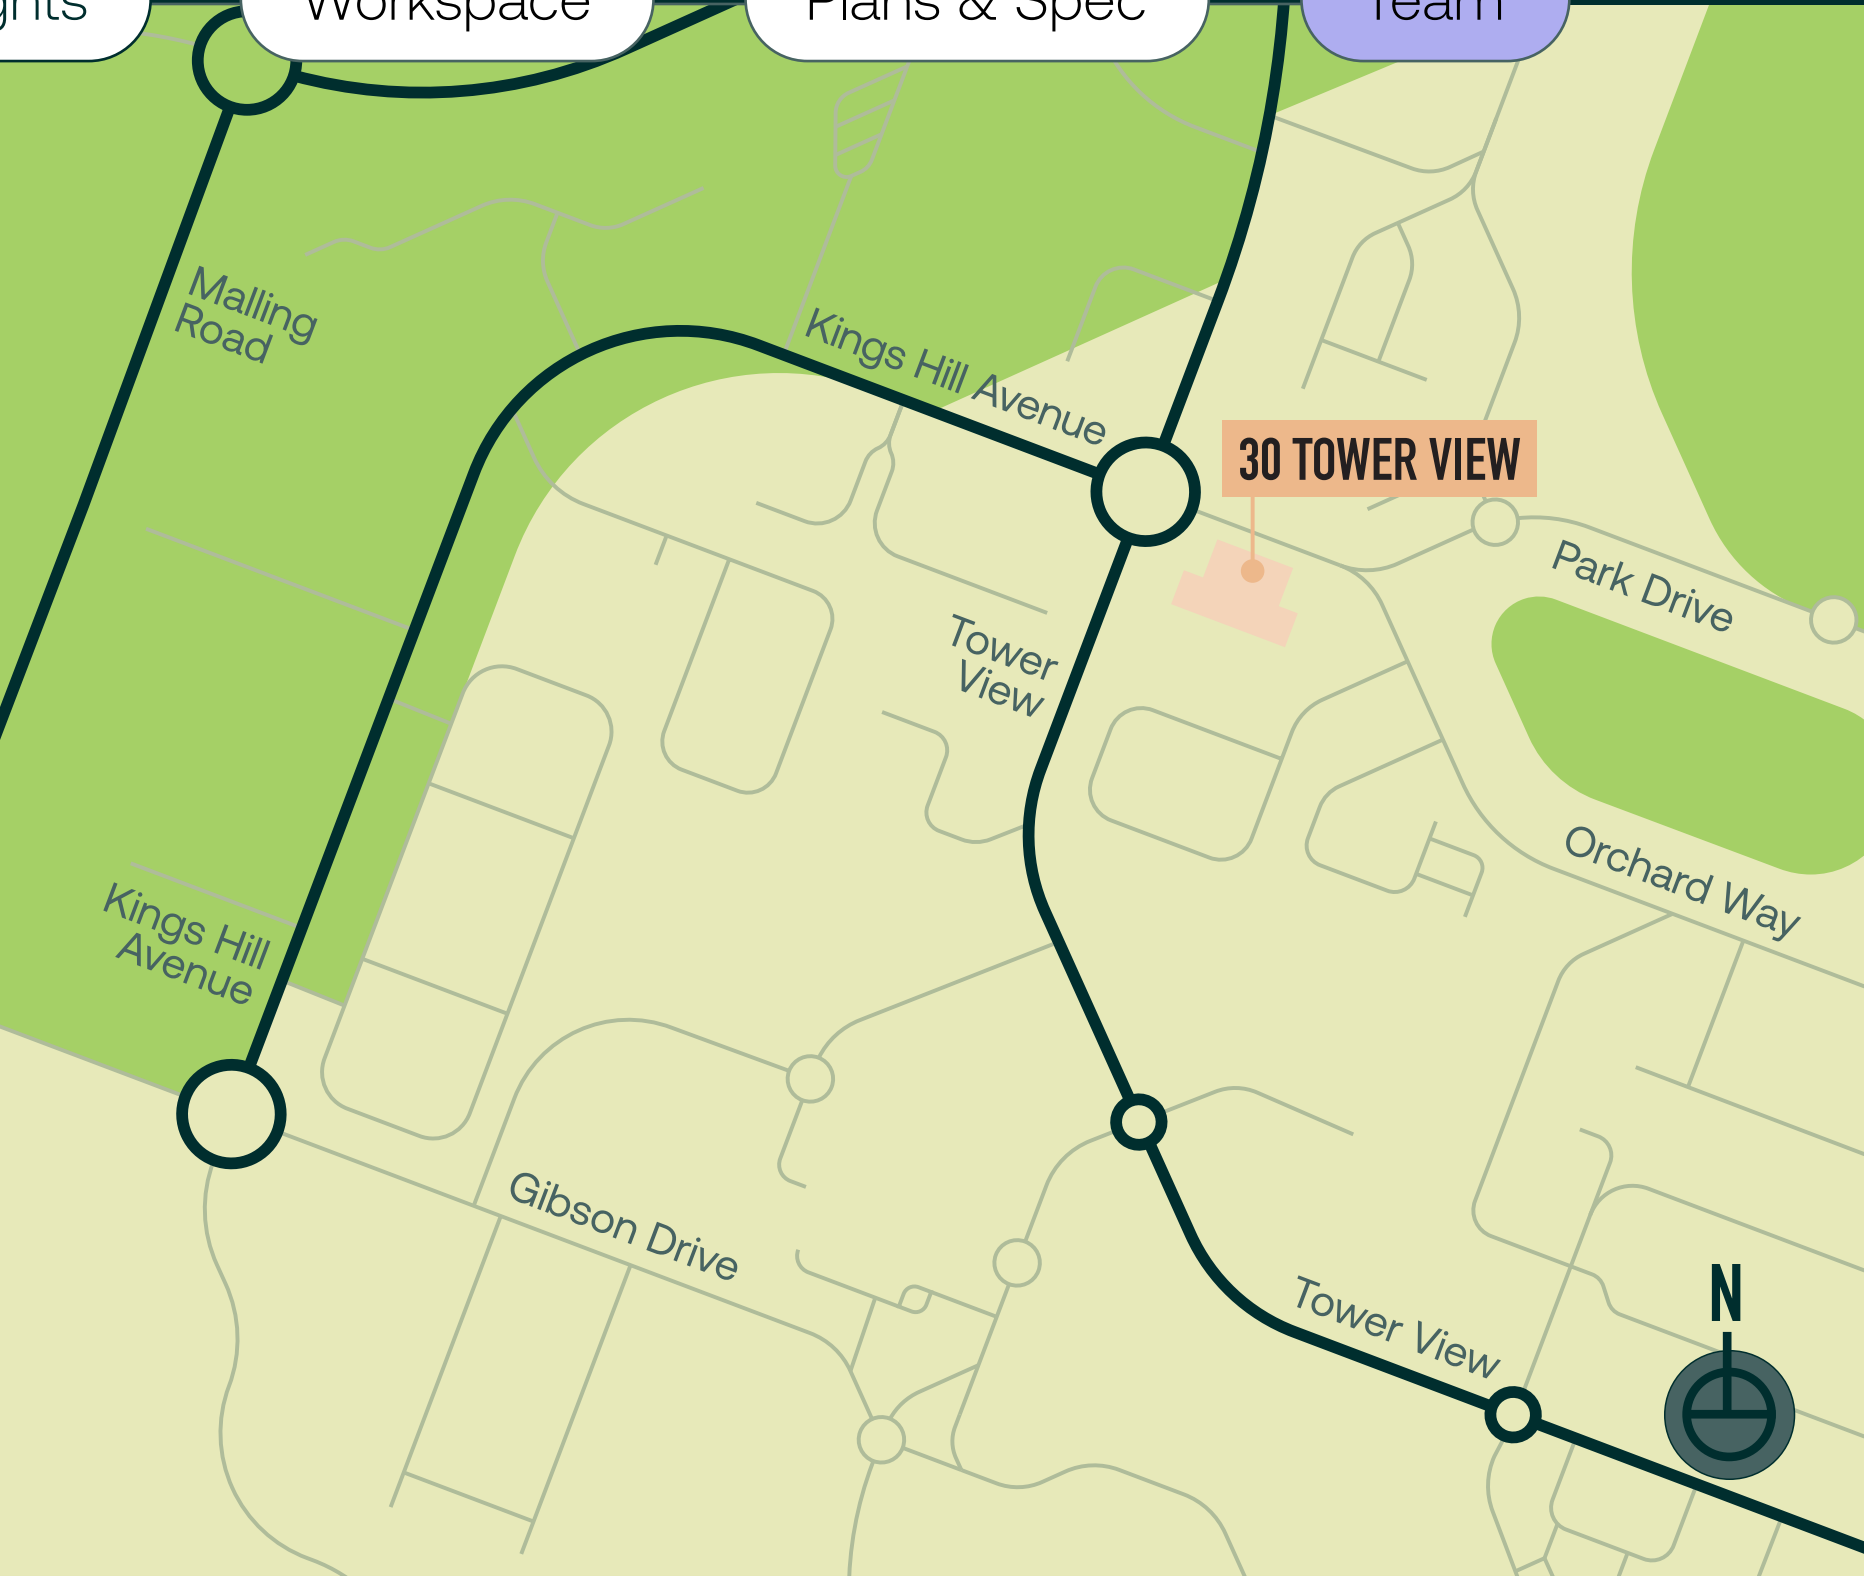 Workspace
Plans & Spec
Team
Malling
Road
Kings Hill Avenue
30 TOWER VIEW
Park Drive
Tower
View
Orchard Way
Kings Hill
Avenue
Gibson Drive
Tower View
N